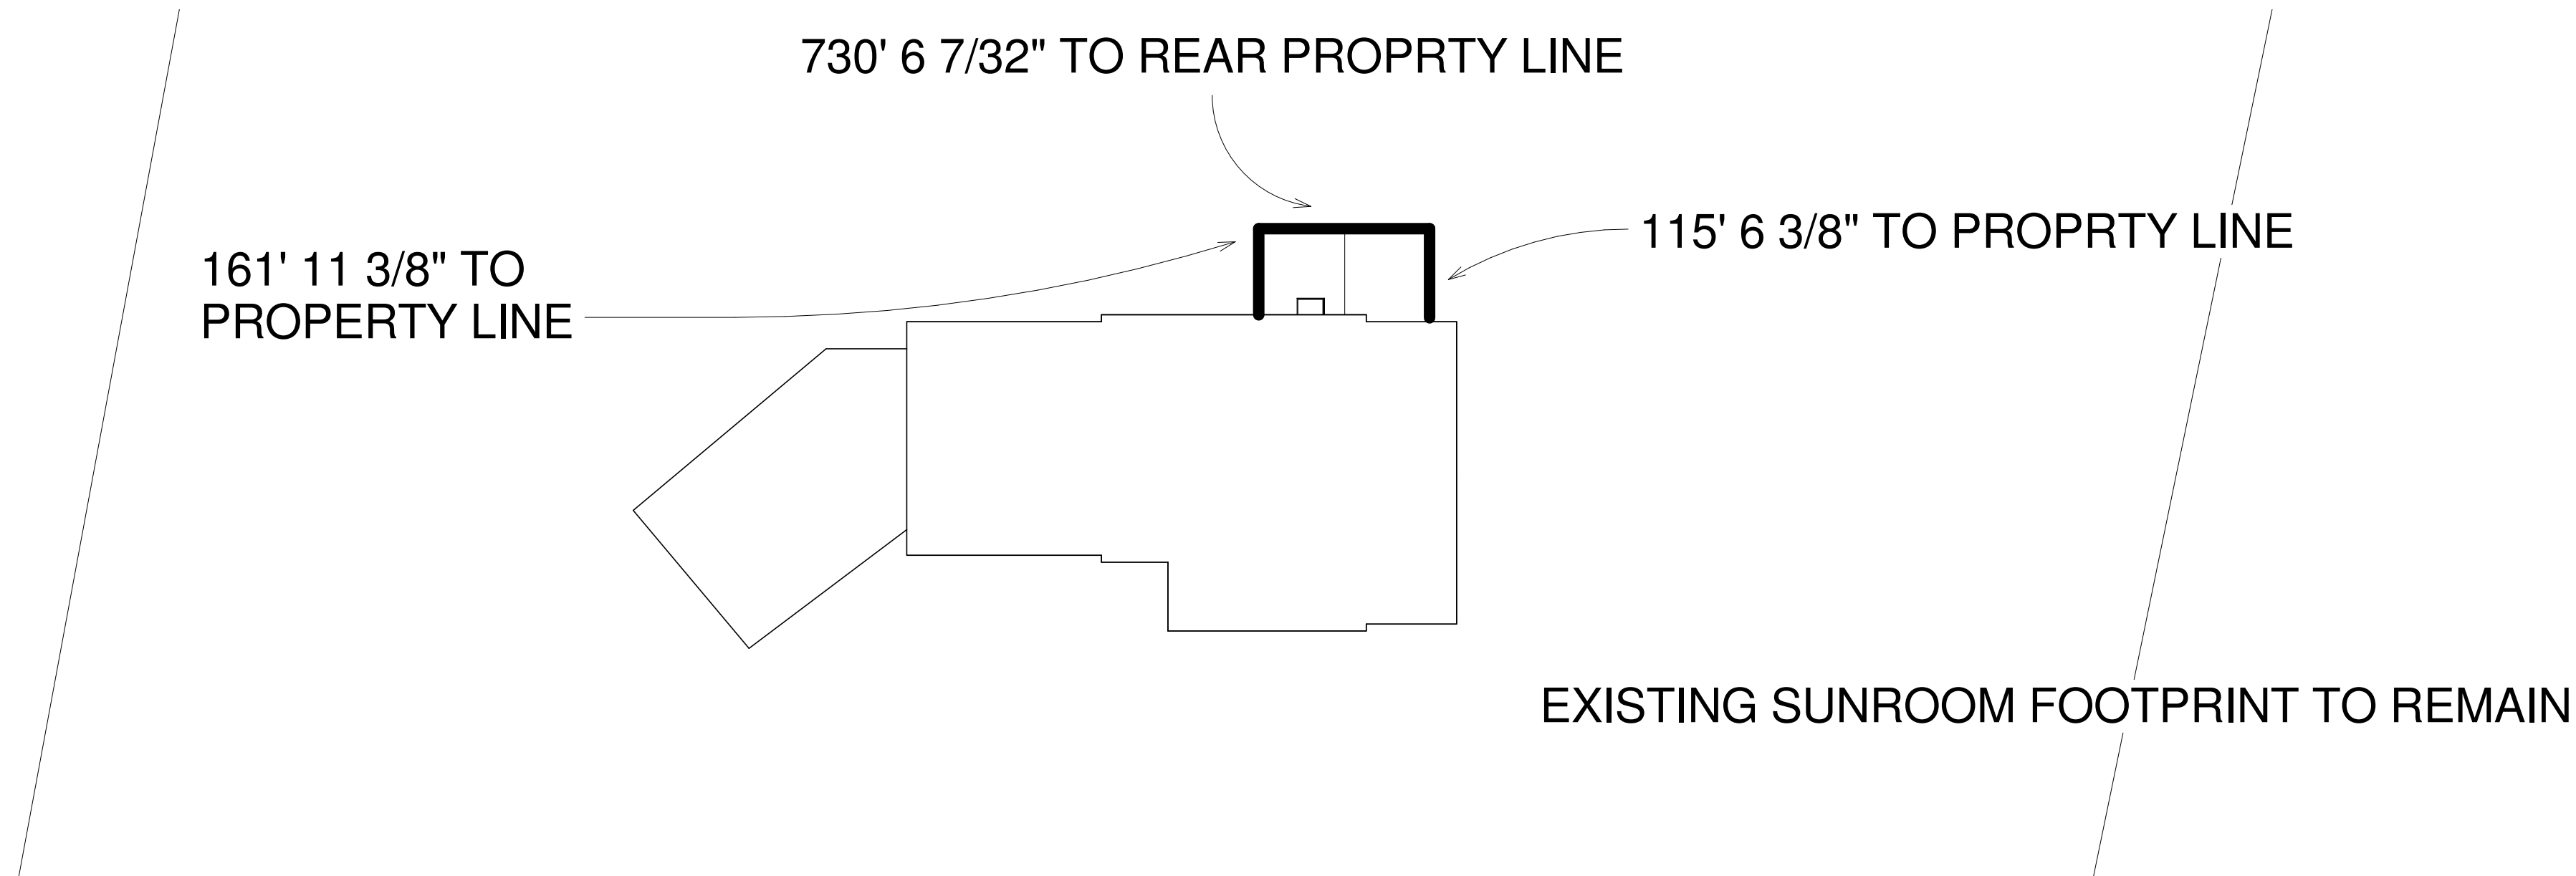 730' 6 7/32" TO REAR PROPRTY LINE
115' 6 3/8" TO PROPRTY LINE
161' 11 3/8" TO
PROPERTY LINE
EXISTING SUNROOM FOOTPRINT TO REMAIN